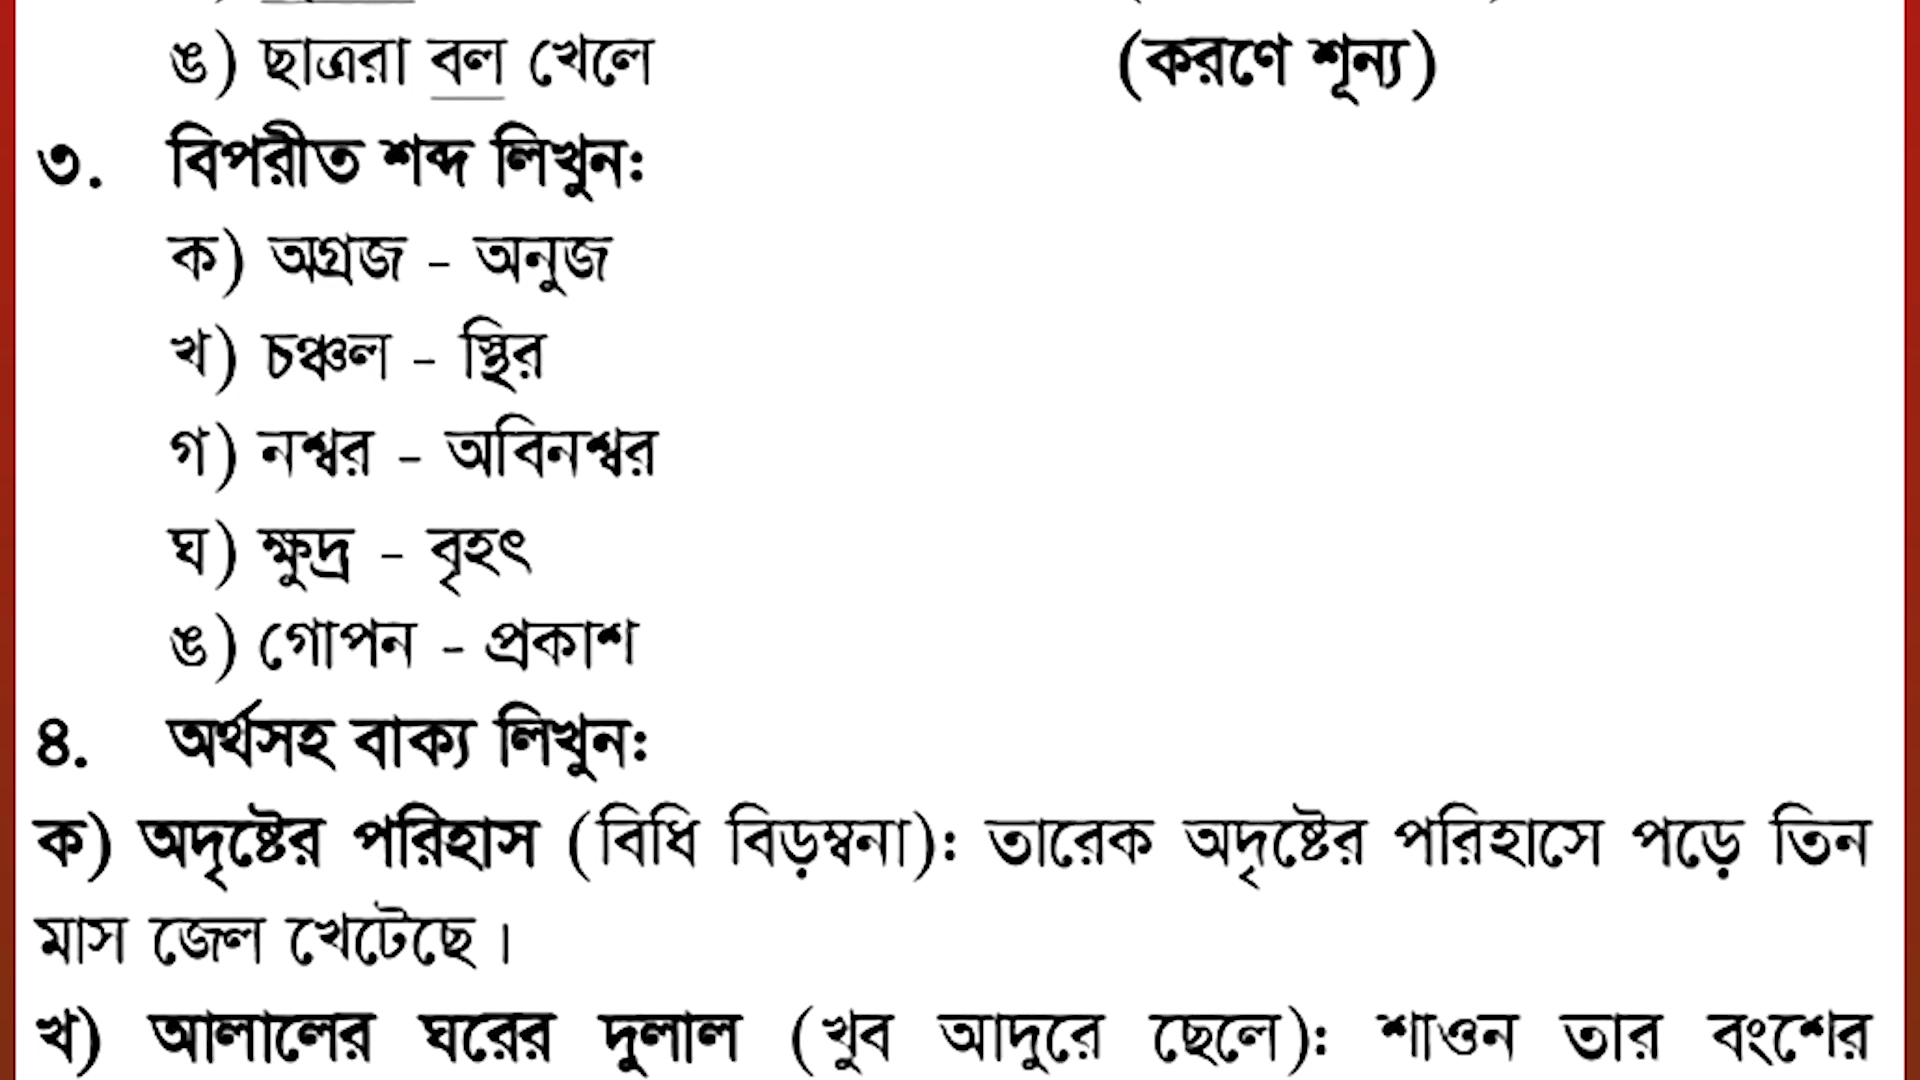 ঙ) ছাত্ররা বল খেলে (করণে শূন্য)
৩. বিপরীত শব্দ লিখুনঃ
ক) অগ্রজ - অনুজ
খ) চঞ্চল - স্থির
গ) নশ্বর - অবিনশ্বর
ঘ) ক্ষুদ্র - বৃহৎ
ঙ) গোপন - প্রকাশ
৪. অর্থসহ বাক্য লিখুনঃ
ক) অদৃষ্টের পরিহাস (বিধি বিড়ম্বনা)ঃ তারেক অদৃষ্টের পরিহাসে পড়ে তিন
মাস জেল খেটেছে।
খ) আলালের ঘরের দুলাল (খুব আদুরে ছেলে)ঃ শাওন তার বংশের